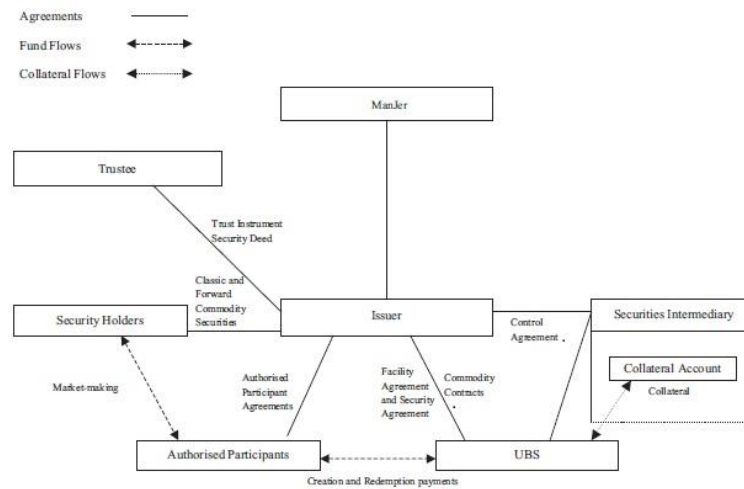 Agreements
Fund Flows
Collateral Flows
ManJer
Trustee
Trust Instrument
Security Deed
Classic and
Forward
Commodity
Securities
Security Holders
Issuer
Securities Intermediary
Control
Agreement
Collateral Account
Collateral
Market-making
Authorised
Participant
Agreements
Facility
Agreement
and Security
Agreement
Commodity
Contracts
Authorised Participants
UBS
Creation and Redemption payments